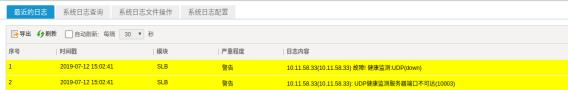 最近的日志 系统日志查询 系统日志文件操作 系统日志配置
导出 刷新 自动刷新: 每隔 30 秒
序号 时间戳 模块 严重程度 日志内容
1 2019-07-12 15:02:41 SLB 警告 10.11.58.33(10.11.58.33) 故障! 健康监测:UDP(down)
2 2019-07-12 15:02:41 SLB 警告 10.11.58.33(10.11.58.33): UDP健康监测服务器端口不可达(10003)